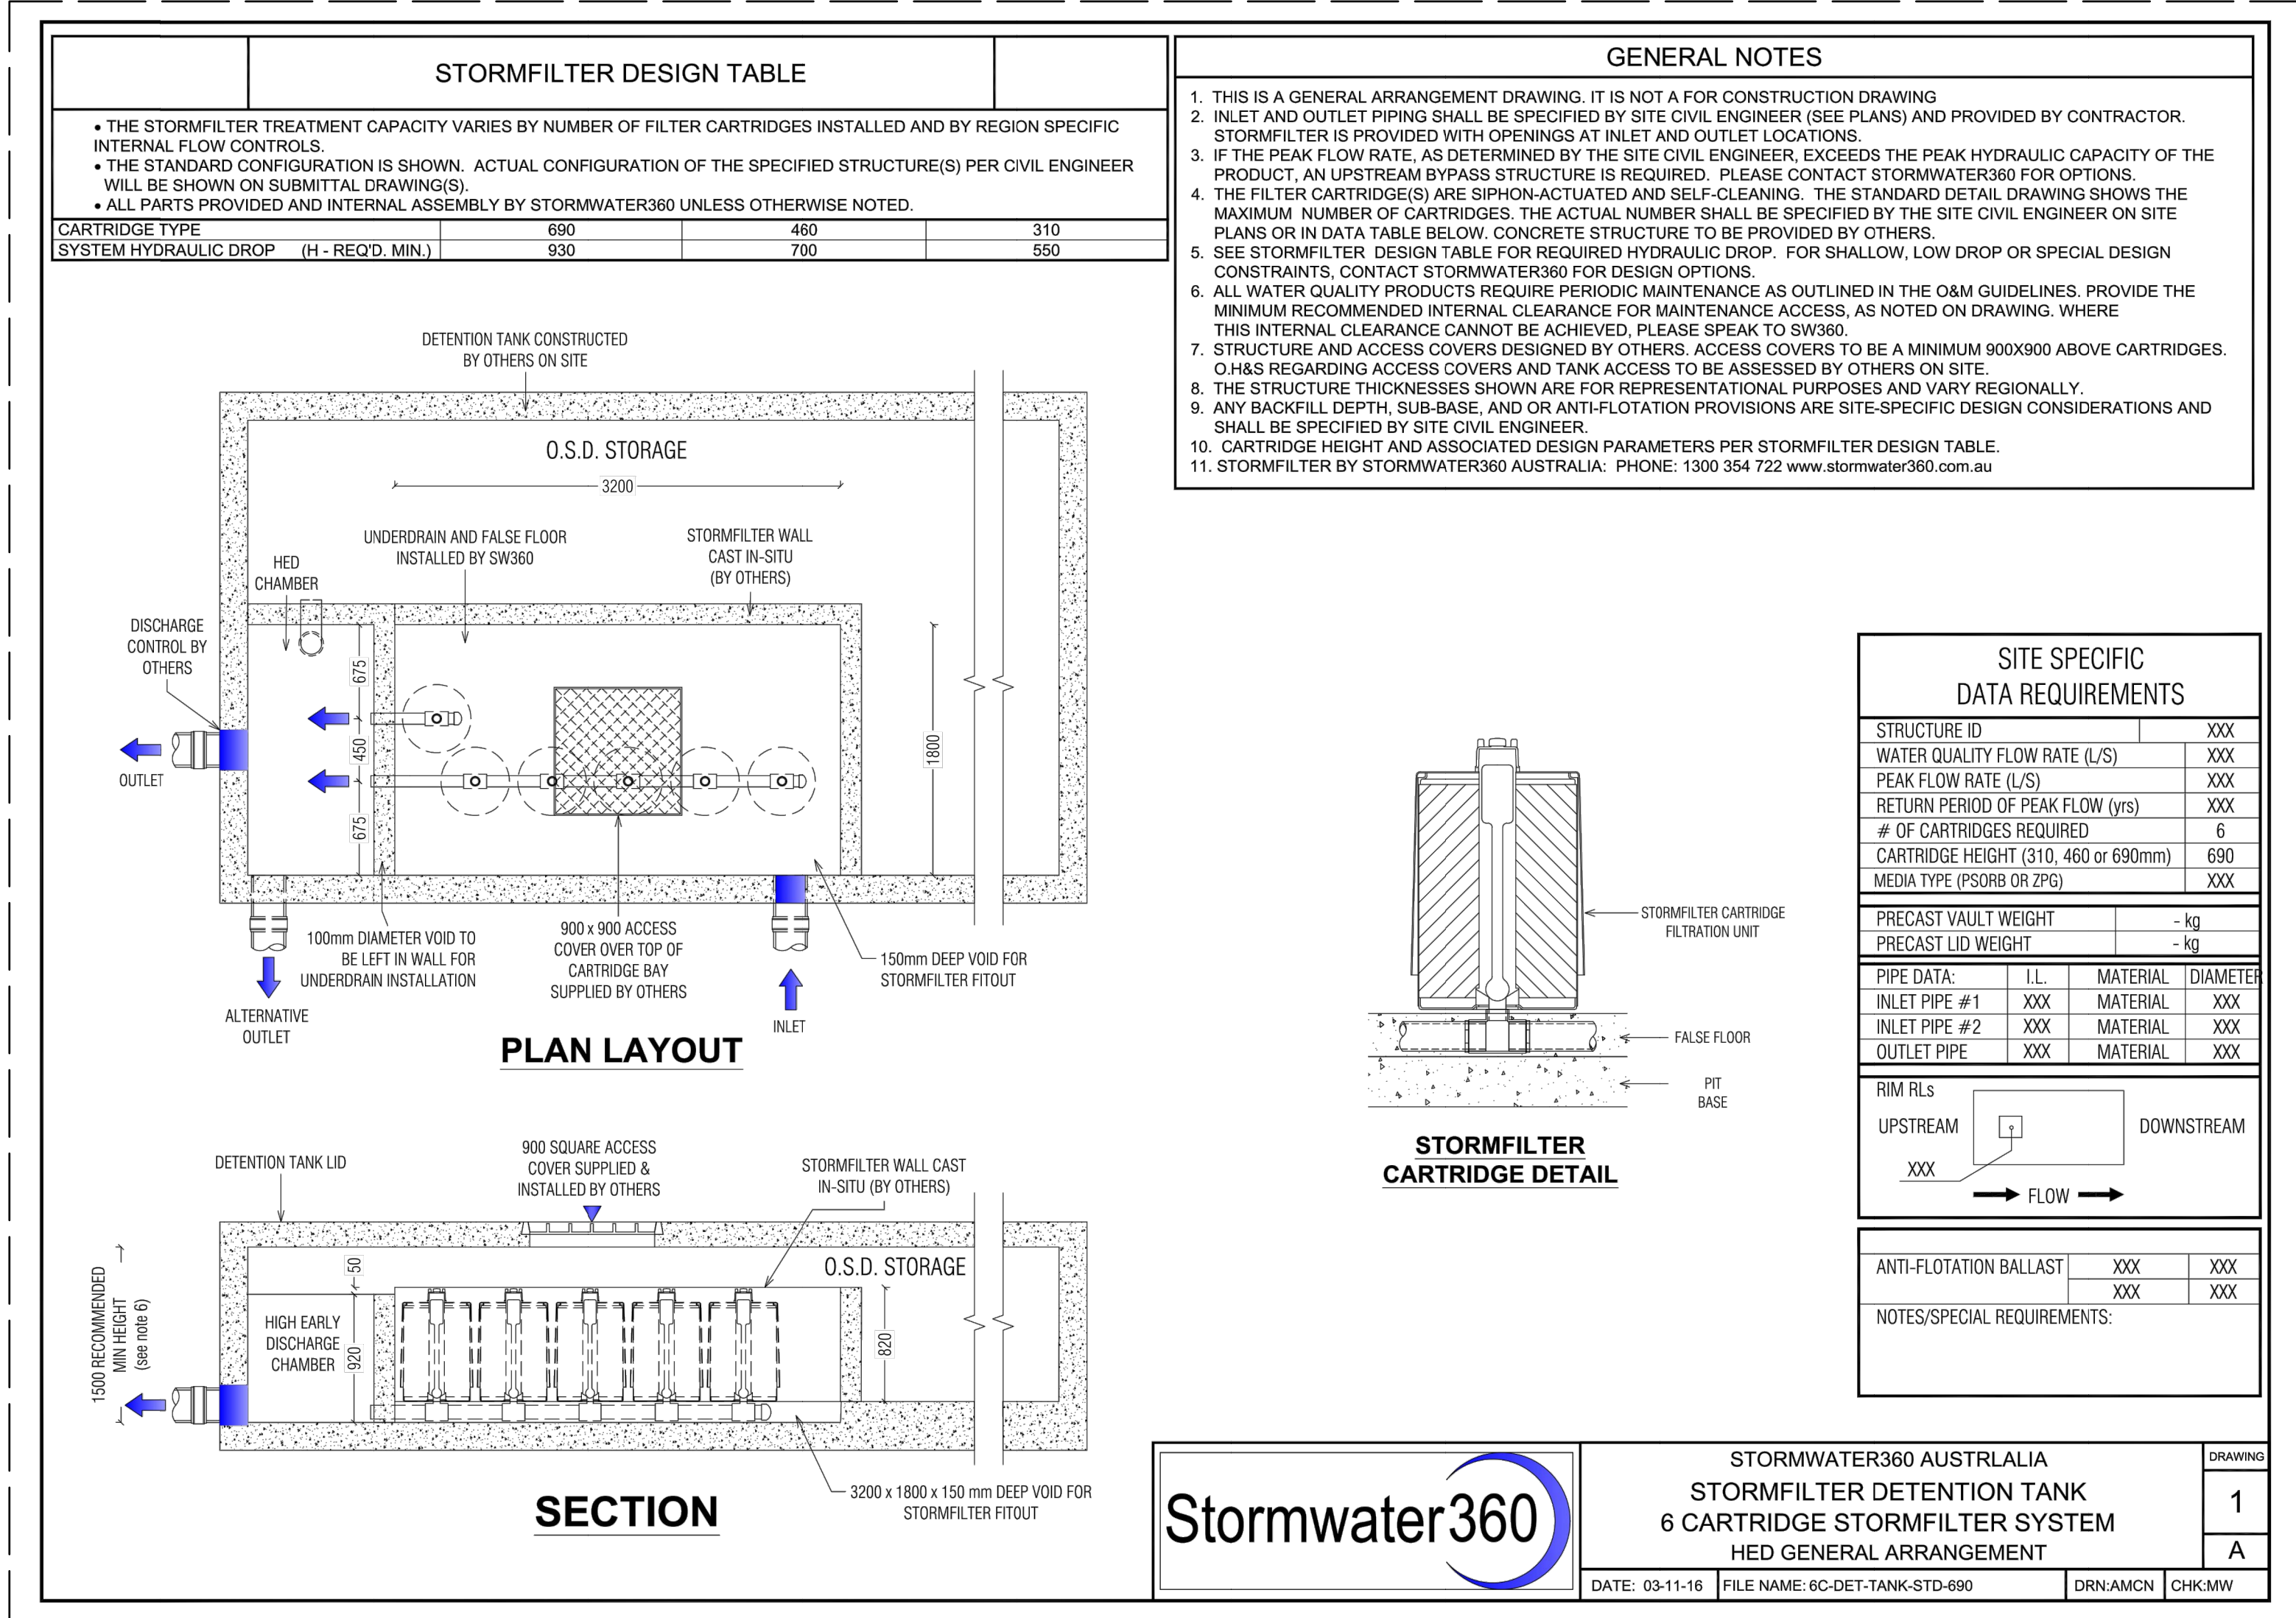 STORMFILTER DESIGN TABLE
• THE STORMFILTER TREATMENT CAPACITY VARIES BY NUMBER OF FILTER CARTRIDGES INSTALLED AND BY REGION SPECIFIC
INTERNAL FLOW CONTROLS.
• THE STANDARD CONFIGURATION IS SHOWN. ACTUAL CONFIGURATION OF THE SPECIFIED STRUCTURE(S) PER CIVIL ENGINEER
WILL BE SHOWN ON SUBMITTAL DRAWING(S).
• ALL PARTS PROVIDED AND INTERNAL ASSEMBLY BY STORMWATER360 UNLESS OTHERWISE NOTED.
CARTRIDGE TYPE 690 460 310
SYSTEM HYDRAULIC DROP (H - REQ'D. MIN.) 930 700 550
GENERAL NOTES
1. THIS IS A GENERAL ARRANGEMENT DRAWING. IT IS NOT A FOR CONSTRUCTION DRAWING
2. INLET AND OUTLET PIPING SHALL BE SPECIFIED BY SITE CIVIL ENGINEER (SEE PLANS) AND PROVIDED BY CONTRACTOR.
STORMFILTER IS PROVIDED WITH OPENINGS AT INLET AND OUTLET LOCATIONS.
3. IF THE PEAK FLOW RATE, AS DETERMINED BY THE SITE CIVIL ENGINEER, EXCEEDS THE PEAK HYDRAULIC CAPACITY OF THE
PRODUCT, AN UPSTREAM BYPASS STRUCTURE IS REQUIRED. PLEASE CONTACT STORMWATER360 FOR OPTIONS.
4. THE FILTER CARTRIDGE(S) ARE SIPHON-ACTUATED AND SELF-CLEANING. THE STANDARD DETAIL DRAWING SHOWS THE
MAXIMUM NUMBER OF CARTRIDGES. THE ACTUAL NUMBER SHALL BE SPECIFIED BY THE SITE CIVIL ENGINEER ON SITE
PLANS OR IN DATA TABLE BELOW. CONCRETE STRUCTURE TO BE PROVIDED BY OTHERS.
5. SEE STORMFILTER DESIGN TABLE FOR REQUIRED HYDRAULIC DROP. FOR SHALLOW, LOW DROP OR SPECIAL DESIGN
CONSTRAINTS, CONTACT STORMWATER360 FOR DESIGN OPTIONS.
6. ALL WATER QUALITY PRODUCTS REQUIRE PERIODIC MAINTENANCE AS OUTLINED IN THE O&M GUIDELINES. PROVIDE THE
MINIMUM RECOMMENDED INTERNAL CLEARANCE FOR MAINTENANCE ACCESS, AS NOTED ON DRAWING. WHERE
THIS INTERNAL CLEARANCE CANNOT BE ACHIEVED, PLEASE SPEAK TO SW360.
7. STRUCTURE AND ACCESS COVERS DESIGNED BY OTHERS. ACCESS COVERS TO BE A MINIMUM 900X900 ABOVE CARTRIDGES.
O.H&S REGARDING ACCESS COVERS AND TANK ACCESS TO BE ASSESSED BY OTHERS ON SITE.
8. THE STRUCTURE THICKNESSES SHOWN ARE FOR REPRESENTATIONAL PURPOSES AND VARY REGIONALLY.
9. ANY BACKFILL DEPTH, SUB-BASE, AND OR ANTI-FLOTATION PROVISIONS ARE SITE-SPECIFIC DESIGN CONSIDERATIONS AND
SHALL BE SPECIFIED BY SITE CIVIL ENGINEER.
10. CARTRIDGE HEIGHT AND ASSOCIATED DESIGN PARAMETERS PER STORMFILTER DESIGN TABLE.
11. STORMFILTER BY STORMWATER360 AUSTRALIA: PHONE: 1300 354 722 www.stormwater360.com.au
DETENTION TANK CONSTRUCTED
BY OTHERS ON SITE
O.S.D. STORAGE
3200
UNDERDRAIN AND FALSE FLOOR
INSTALLED BY SW360
STORMFILTER WALL
CAST IN-SITU
(BY OTHERS)
HED
CHAMBER
DISCHARGE
CONTROL BY
OTHERS
675
450
675
1800
OUTLET
100mm DIAMETER VOID TO
BE LEFT IN WALL FOR
UNDERDRAIN INSTALLATION
900 x 900 ACCESS
COVER OVER TOP OF
CARTRIDGE BAY
SUPPLIED BY OTHERS
150mm DEEP VOID FOR
STORMFILTER FITOUT
ALTERNATIVE
OUTLET
INLET
PLAN LAYOUT
DETENTION TANK LID
900 SQUARE ACCESS
COVER SUPPLIED &
INSTALLED BY OTHERS
STORMFILTER WALL CAST
IN-SITU (BY OTHERS)
1500 RECOMMENDED
MIN HEIGHT
(see note 6)
50
O.S.D. STORAGE
HIGH EARLY
DISCHARGE
CHAMBER
920
820
3200 x 1800 x 150 mm DEEP VOID FOR
STORMFILTER FITOUT
SECTION
STORMFILTER CARTRIDGE
FILTRATION UNIT
FALSE FLOOR
PIT
BASE
STORMFILTER
CARTRIDGE DETAIL
SITE SPECIFIC
DATA REQUIREMENTS
STRUCTURE ID XXX
WATER QUALITY FLOW RATE (L/S) XXX
PEAK FLOW RATE (L/S) XXX
RETURN PERIOD OF PEAK FLOW (yrs) XXX
# OF CARTRIDGES REQUIRED 6
CARTRIDGE HEIGHT (310, 460 or 690mm) 690
MEDIA TYPE (PSORB OR ZPG) XXX
PRECAST VAULT WEIGHT - kg
PRECAST LID WEIGHT - kg
PIPE DATA: I.L. MATERIAL DIAMETER
INLET PIPE #1 XXX MATERIAL XXX
INLET PIPE #2 XXX MATERIAL XXX
OUTLET PIPE XXX MATERIAL XXX
RIM RLs
UPSTREAM DOWNSTREAM
XXX
FLOW
ANTI-FLOTATION BALLAST XXX XXX
XXX XXX
NOTES/SPECIAL REQUIREMENTS:
Stormwater360
STORMWATER360 AUSTRLALIA
STORMFILTER DETENTION TANK
6 CARTRIDGE STORMFILTER SYSTEM
HED GENERAL ARRANGEMENT
DRAWING
1
A
DATE: 03-11-16 FILE NAME: 6C-DET-TANK-STD-690 DRN:AMCN CHK:MW